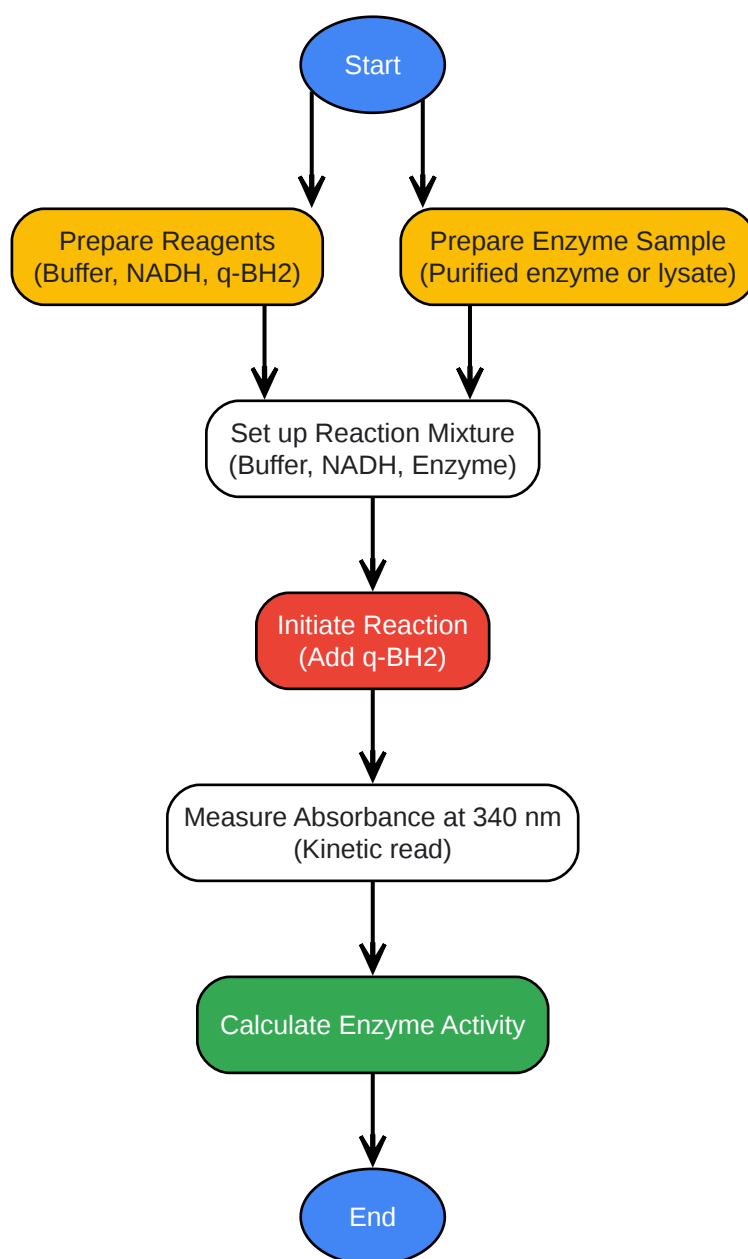 Start
Prepare Reagents
(Buffer, NADH, q-BH2)
Prepare Enzyme Sample
(Purified enzyme or lysate)
Set up Reaction Mixture
(Buffer, NADH, Enzyme)
Initiate Reaction
(Add q-BH2)
Measure Absorbance at 340 nm
(Kinetic read)
Calculate Enzyme Activity
End